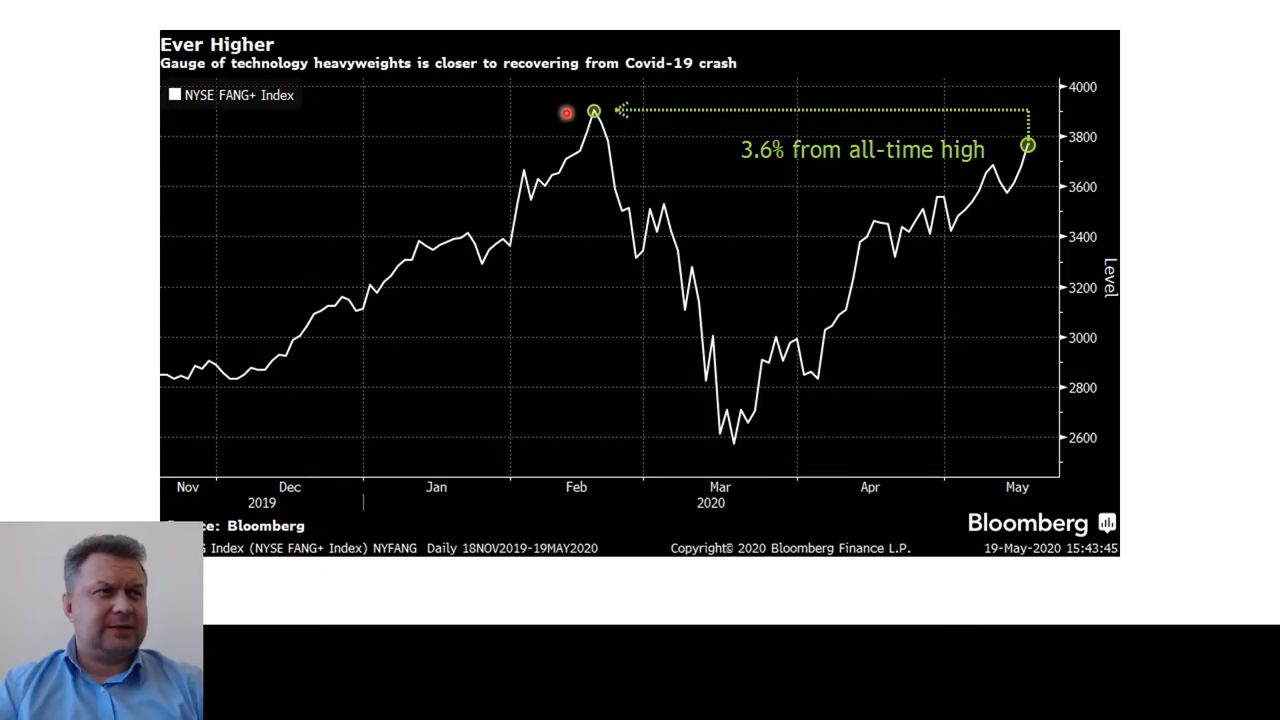 Ever Higher
Gauge of technology heavyweights is closer to recovering from Covid-19 crash
NYSE FANG+ Index
3.6% from all-time high
4000
3800
3600
3400
3200
3000
2800
2600
Level
Nov Dec Jan Feb Mar Apr May
2019 2020
Bloomberg
Bloomberg
Index (NYSE FANG+ Index) NYFANG Daily 18NOV2019-19MAY2020 Copyright© 2020 Bloomberg Finance L.P. 19-May-2020 15:43:45